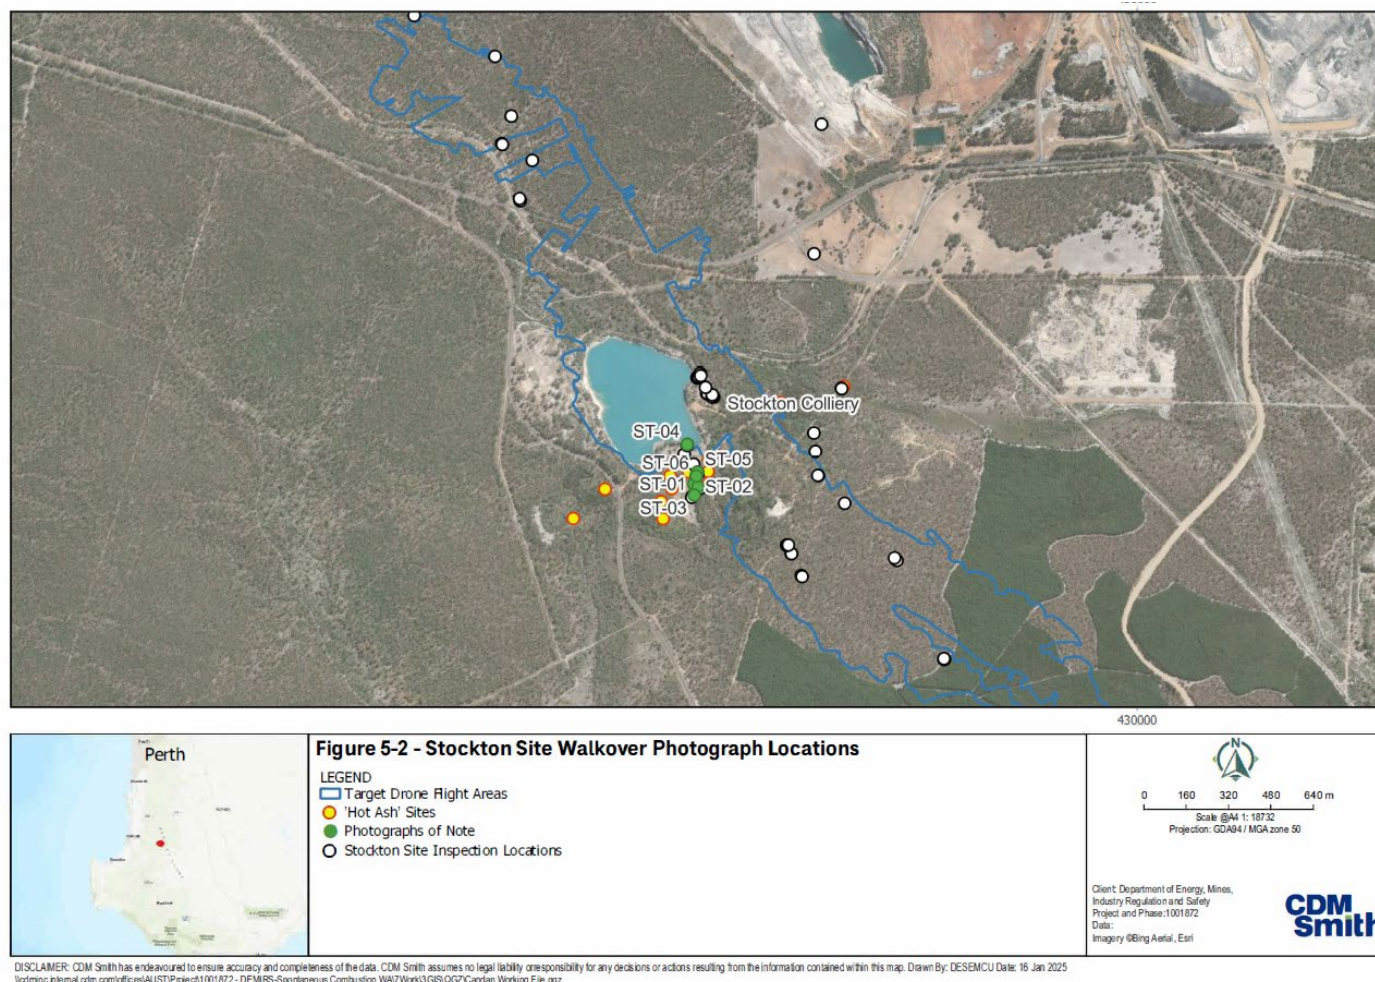 Stockton Colliery
ST-04
ST-06
ST-05
ST-01
ST-02
ST-03
430000
Perth
Figure 5-2 - Stockton Site Walkover Photograph Locations
LEGEND
Target Drone Flight Areas
'Hot Ash' Sites
Photographs of Note
Stockton Site Inspection Locations
N
0 160 320 480 640 m
Scale @A4 1: 18732
Projection: GDA94 / MGA zone 50
Client: Department of Energy, Mines,
Industry Regulation and Safety
Project and Phase:1001872
Data:
Imagery ©Bing Aerial, Esri
CDM
Smith
DISCLAIMER: CDM Smith has endeavoured to ensure accuracy and completeness of the data. CDM Smith assumes no legal liability or responsibility for any decisions or actions resulting from the information contained within this map. Drawn By: DESEMCU Date: 16 Jan 2025